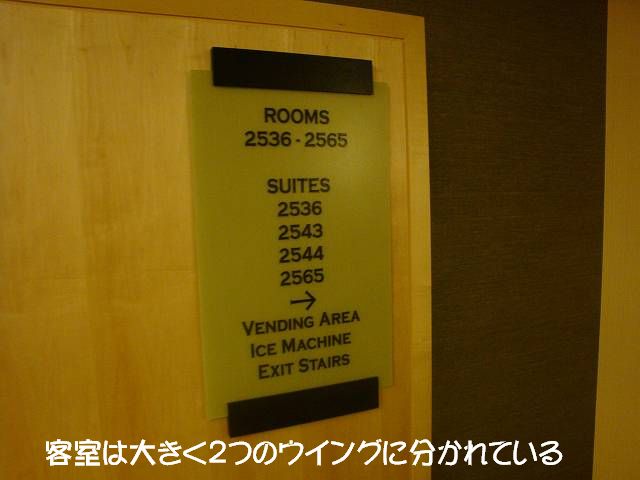 ROOMS
2536 - 2565
SUITES
2536
2543
2544
2565
→
VENDING AREA
ICE MACHINE
EXIT STAIRS
客室は大きく2つのウイングに分かれている